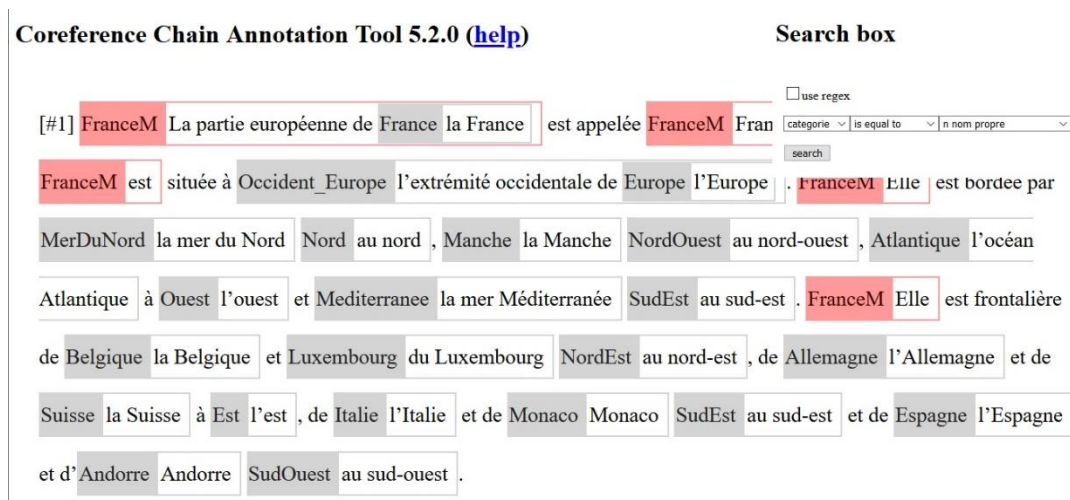 Coreference Chain Annotation Tool 5.2.0 (help)
Search box
use regex
categorie is equal to n nom propre
search
[#1] FranceM La partie européenne de France la France est appelée FranceM Fran
FranceM est située à Occident_Europe l’extrémité occidentale de Europe l’Europe . FranceM Elle est bordée par
MerDuNord la mer du Nord Nord au nord , Manche la Manche NordOuest au nord-ouest , Atlantique l’océan
Atlantique à Ouest l’ouest et Mediterranee la mer Méditerranée SudEst au sud-est . FranceM Elle est frontalière
de Belgique la Belgique et Luxembourg du Luxembourg NordEst au nord-est , de Allemagne l’Allemagne et de
Suisse la Suisse à Est l’est , de Italie l’Italie et de Monaco Monaco SudEst au sud-est et de Espagne l’Espagne
et d’ Andorre Andorre SudOuest au sud-ouest .